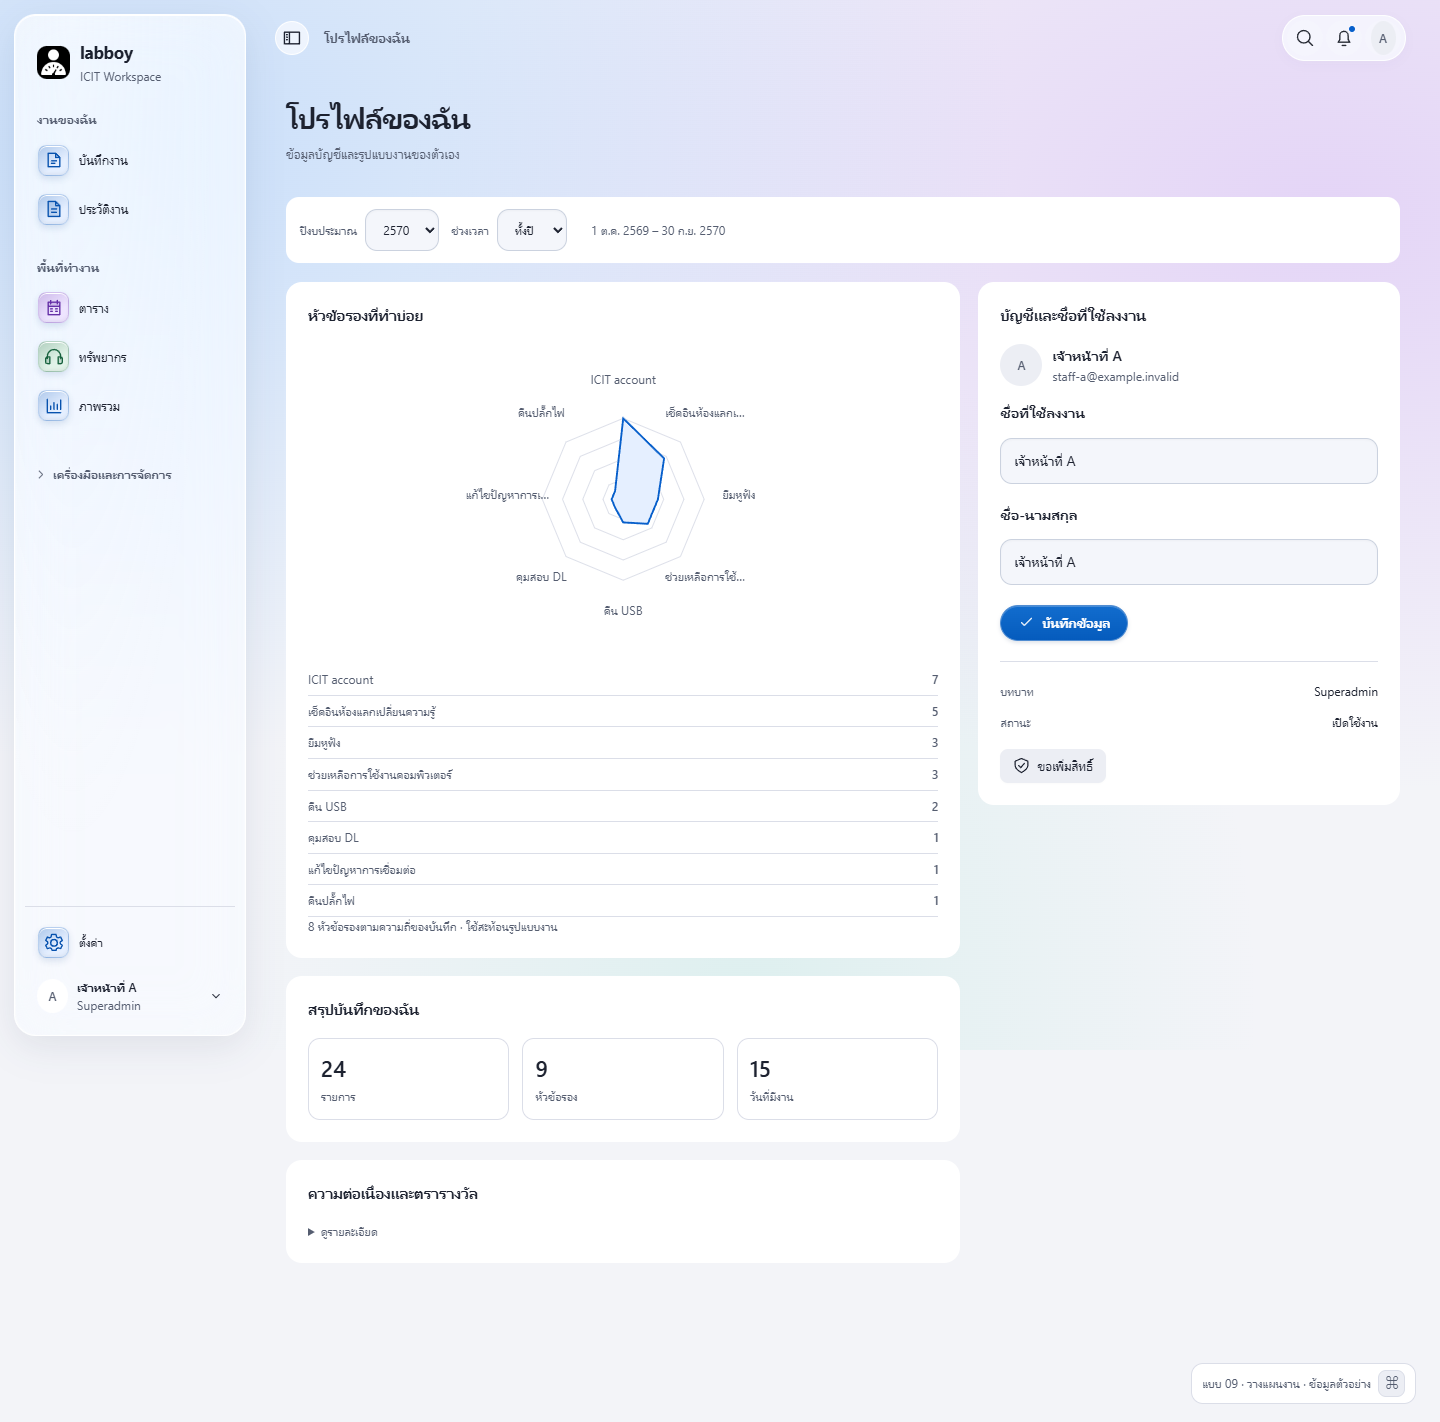 labboy
ICIT Workspace
งานของฉัน
บันทึกงาน
ประวัติงาน
พื้นที่ทำงาน
ตาราง
ทรัพยากร
ภาพรวม
เครื่องมือและการจัดการ
ตั้งค่า
A
เจ้าหน้าที่ A
Superadmin
โปรไฟล์ของฉัน
A
โปรไฟล์ของฉัน
ข้อมูลบัญชีและรูปแบบงานของตัวเอง
ปีงบประมาณ 2570 ช่วงเวลา ทั้งปี 1 ต.ค. 2569 – 30 ก.ย. 2570
หัวข้อรองที่ทำบ่อย
ICIT account
คืนปลั๊กไฟ
เช็คอินห้องแลกเ...
แก้ไขปัญหาการเ...
ยืมหูฟัง
คุมสอบ DL
ช่วยเหลือการใช้...
คืน USB
ICIT account 7
เช็คอินห้องแลกเปลี่ยนความรู้ 5
ยืมหูฟัง 3
ช่วยเหลือการใช้งานคอมพิวเตอร์ 3
คืน USB 2
คุมสอบ DL 1
แก้ไขปัญหาการเชื่อมต่อ 1
คืนปลั๊กไฟ 1
8 หัวข้อรองตามความถี่ของบันทึก · ใช้สะท้อนรูปแบบงาน
สรุปบันทึกของฉัน
24
รายการ
9
หัวข้อรอง
15
วันที่มีงาน
ความต่อเนื่องและตรารางวัล
ดูรายละเอียด
บัญชีและชื่อที่ใช้ลงงาน
A
เจ้าหน้าที่ A
staff-a@example.invalid
ชื่อที่ใช้ลงงาน
เจ้าหน้าที่ A
ชื่อ-นามสกุล
เจ้าหน้าที่ A
บันทึกข้อมูล
บทบาท Superadmin
สถานะ เปิดใช้งาน
ขอเพิ่มสิทธิ์
แบบ 09 · วางแผนงาน · ข้อมูลตัวอย่าง ⌘